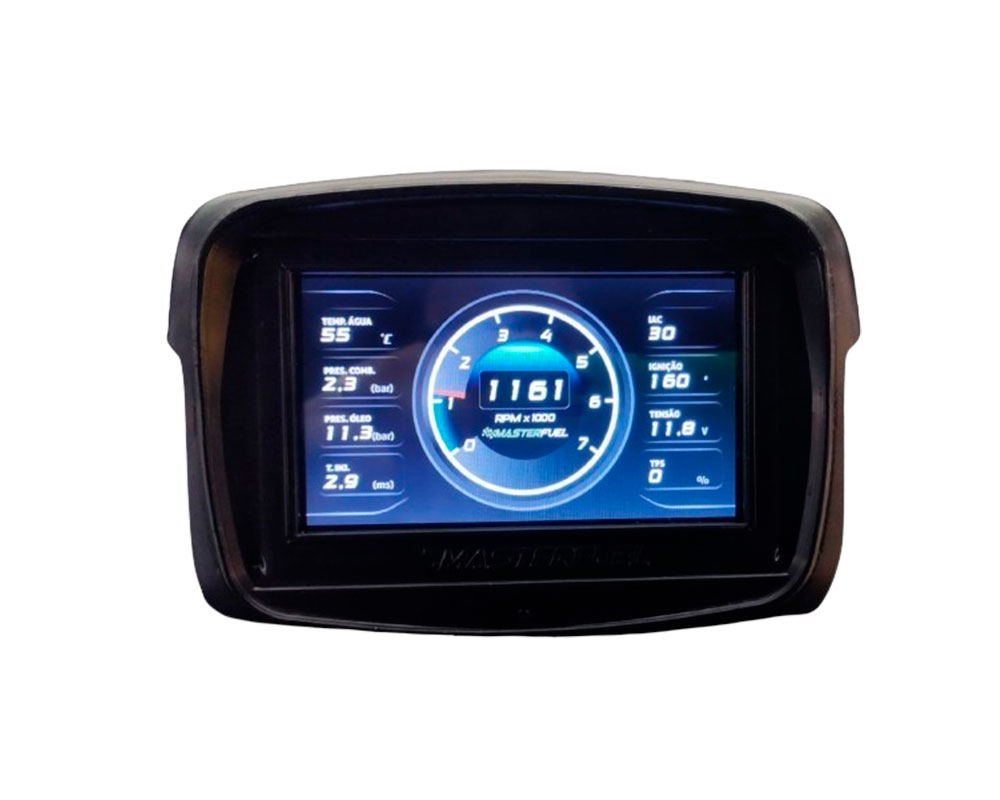 TEMP. ÁGUA
55 °C
PRES. COMB.
2,3 (bar)
PRES. ÓLEO
11,3 (bar)
T. INJ.
2,9 (ms)
0
1
2
3
4
5
6
7
1161
RPM x 1000
MASTERFUEL
IAC
30
IGNIÇÃO
160 °
TENSÃO
11,8 V
TPS
0 %
MASTERFUEL